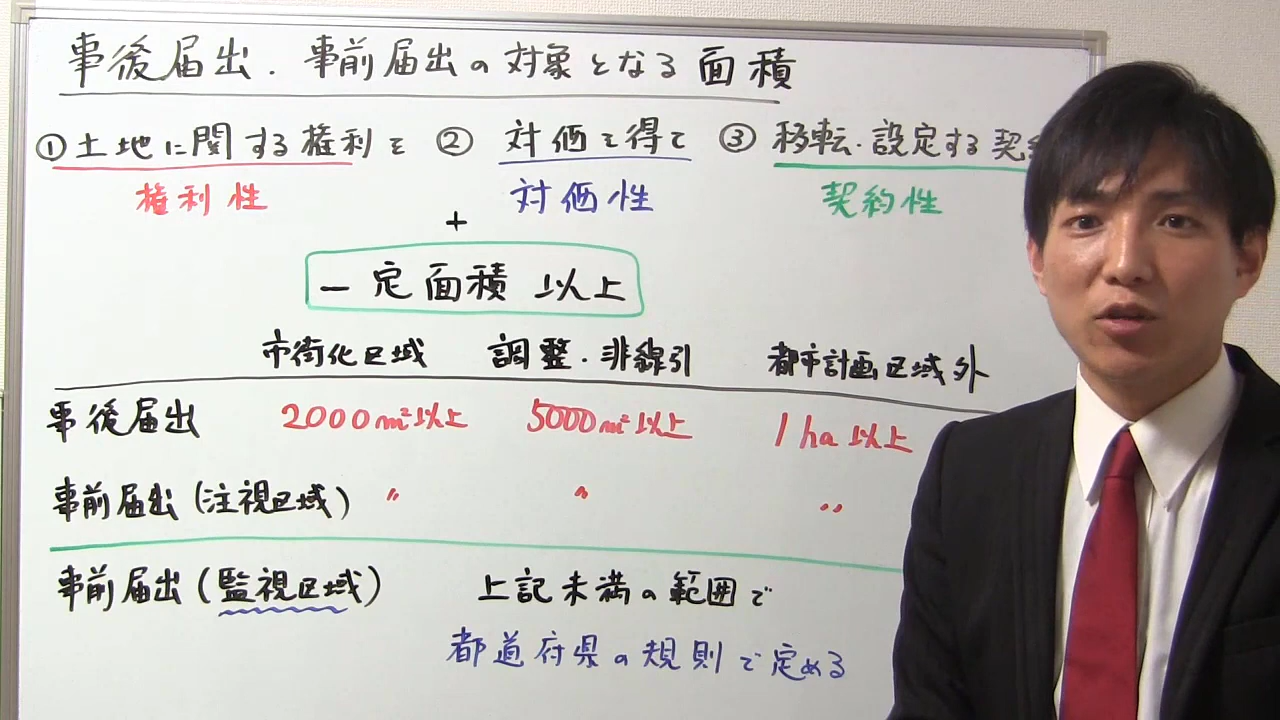 事後届出・事前届出の対象となる面積
①土地に関する権利を ②対価を得て ③移転・設定する契約
権利性 対価性 契約性
+
一定面積以上
市街化区域 調整・非線引 都市計画区域外
事後届出 2000㎡以上 5000㎡以上 1ha以上
事前届出(注視区域) 〃 〃 〃
事前届出(監視区域) 上記未満の範囲で
都道府県の規則で定める